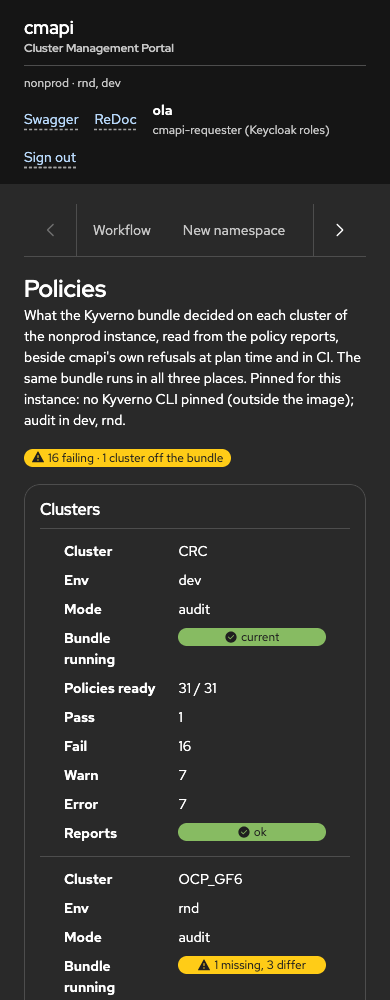 cmapi
Cluster Management Portal
nonprod · rnd, dev
Swagger ReDoc ola
cmapi-requester (Keycloak roles)
Sign out
Workflow New namespace
Policies
What the Kyverno bundle decided on each cluster of
the nonprod instance, read from the policy reports,
beside cmapi's own refusals at plan time and in CI. The
same bundle runs in all three places. Pinned for this
instance: no Kyverno CLI pinned (outside the image);
audit in dev, rnd.
16 failing · 1 cluster off the bundle
Clusters
Cluster CRC
Env dev
Mode audit
Bundle running current
Policies ready 31 / 31
Pass 1
Fail 16
Warn 7
Error 7
Reports ok
Cluster OCP_GF6
Env rnd
Mode audit
Bundle running 1 missing, 3 differ